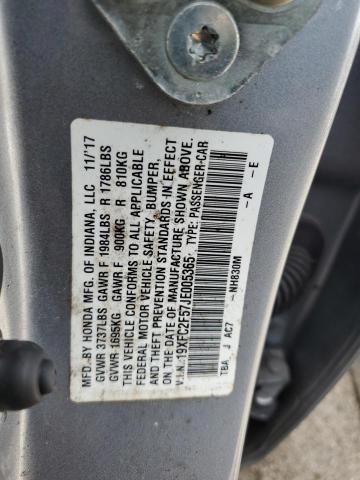 MFD.BY HONDA MFG. OF INDIANA, LLC 11/'17
GVWR 3737LBS GAWR F 1984LBS R 1786LBS
GVWR 1695KG GAWR F 900KG R 810KG
THIS VEHICLE CONFORMS TO ALL APPLICABLE
FEDERAL MOTOR VEHICLE SAFETY, BUMPER,
AND THEFT PREVENTION STANDARDS IN EFFECT
ON THE DATE OF MANUFACTURE SHOWN ABOVE.
V.I.N.:19XFC2F57JE005365· TYPE: PASSENGER-CAR
TBA J AC7 -NH830M -A -E